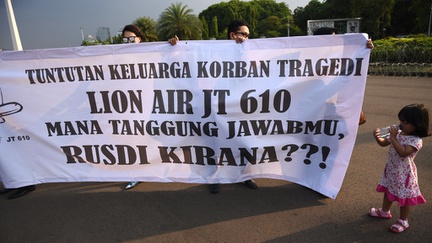 TUNTUTAN KELUARGA KORBAN TRAGEDI
LION AIR JT 610
MANA TANGGUNG JAWABMU,
RUSDI KIRANA???!
JT 610